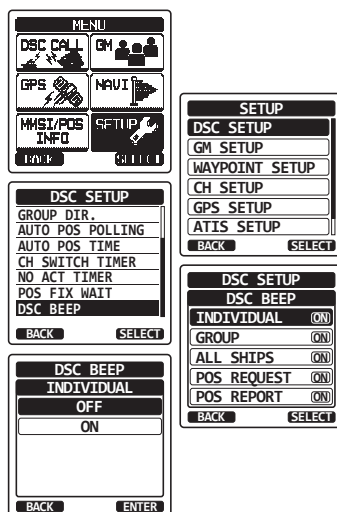 MENU
DSC CALL
GM
GPS
NAVI
MMSI/POS
INFO
SETUP
BACK
SELECT
SETUP
DSC SETUP
GM SETUP
WAYPOINT SETUP
CH SETUP
GPS SETUP
ATIS SETUP
BACK
SELECT
DSC SETUP
GROUP DIR.
AUTO POS POLLING
AUTO POS TIME
CH SWITCH TIMER
NO ACT TIMER
POS FIX WAIT
DSC BEEP
BACK
SELECT
DSC SETUP
DSC BEEP
INDIVIDUAL ON
GROUP ON
ALL SHIPS ON
POS REQUEST ON
POS REPORT ON
BACK
SELECT
DSC BEEP
INDIVIDUAL
OFF
ON
BACK
ENTER